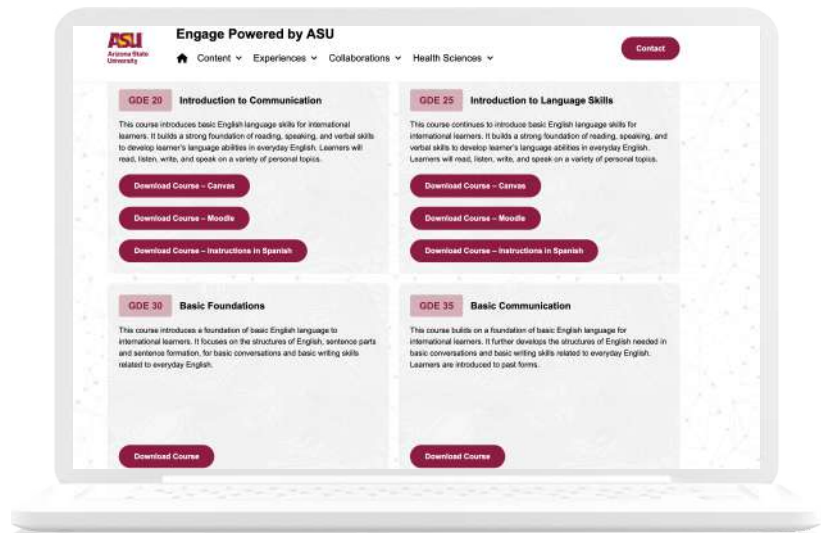 ASU
Arizona State
University
Engage Powered by ASU
Content
Experiences
Collaborations
Health Sciences
Contact
GDE 20
Introduction to Communication
This course introduces basic English language skills for international
learners. It builds a strong foundation of reading, speaking, and verbal skills
to develop learner's language abilities in everyday English. Learners will
read, listen, write, and speak on a variety of personal topics.
Download Course – Canvas
Download Course – Moodle
Download Course – Instructions in Spanish
GDE 25
Introduction to Language Skills
This course continues to introduce basic English language skills for
international learners. It builds a strong foundation of reading, speaking, and
verbal skills to develop learner's language abilities in everyday English.
Learners will read, listen, write, and speak on a variety of personal topics.
Download Course – Canvas
Download Course – Moodle
Download Course – Instructions in Spanish
GDE 30
Basic Foundations
This course introduces a foundation of basic English language to
international learners. It focuses on the structures of English, sentence parts
and sentence formation, for basic conversations and basic writing skills
related to everyday English.
Download Course
GDE 35
Basic Communication
This course builds on a foundation of basic English language for
international learners. It further develops the structures of English needed in
basic conversations and basic writing skills related to everyday English.
Learners are introduced to past forms.
Download Course